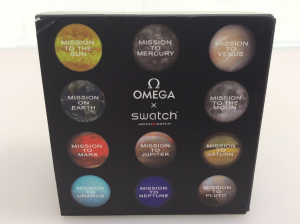 MISSION
TO
THE SUN
MISSION
TO
MERCURY
MISSION
TO
VENUS
MISSION
ON
EARTH
Ω
OMEGA
×
swatch
MISSION
TO
THE MOON
MISSION
TO
MARS
MISSION
TO
JUPITER
MISSION
TO
SATURN
MISSION
TO
URANUS
MISSION
TO
NEPTUNE
MISSION
TO
PLUTO